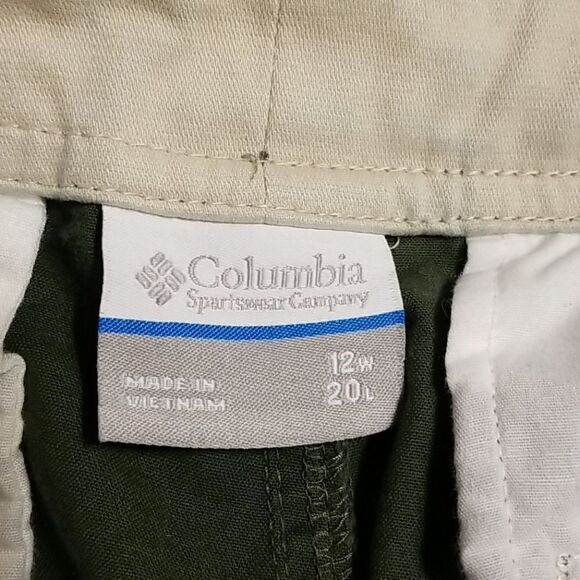 Columbia
Sportswear Company
12W
MADE IN
20L
VIETNAM